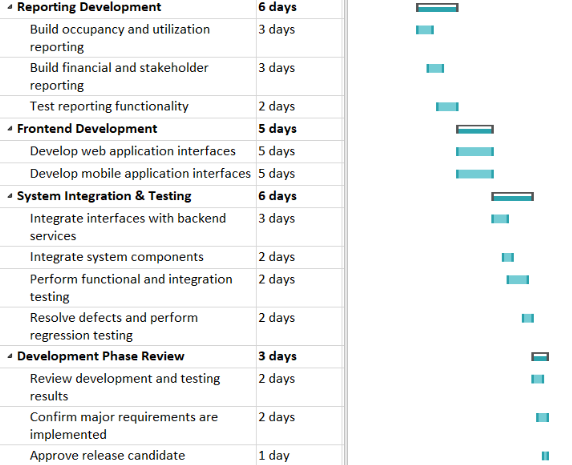 Reporting Development 6 days
Build occupancy and utilization 3 days
reporting
Build financial and stakeholder 3 days
reporting
Test reporting functionality 2 days
Frontend Development 5 days
Develop web application interfaces 5 days
Develop mobile application interfaces 5 days
System Integration & Testing 6 days
Integrate interfaces with backend 3 days
services
Integrate system components 2 days
Perform functional and integration 2 days
testing
Resolve defects and perform 2 days
regression testing
Development Phase Review 3 days
Review development and testing 2 days
results
Confirm major requirements are 2 days
implemented
Approve release candidate 1 day